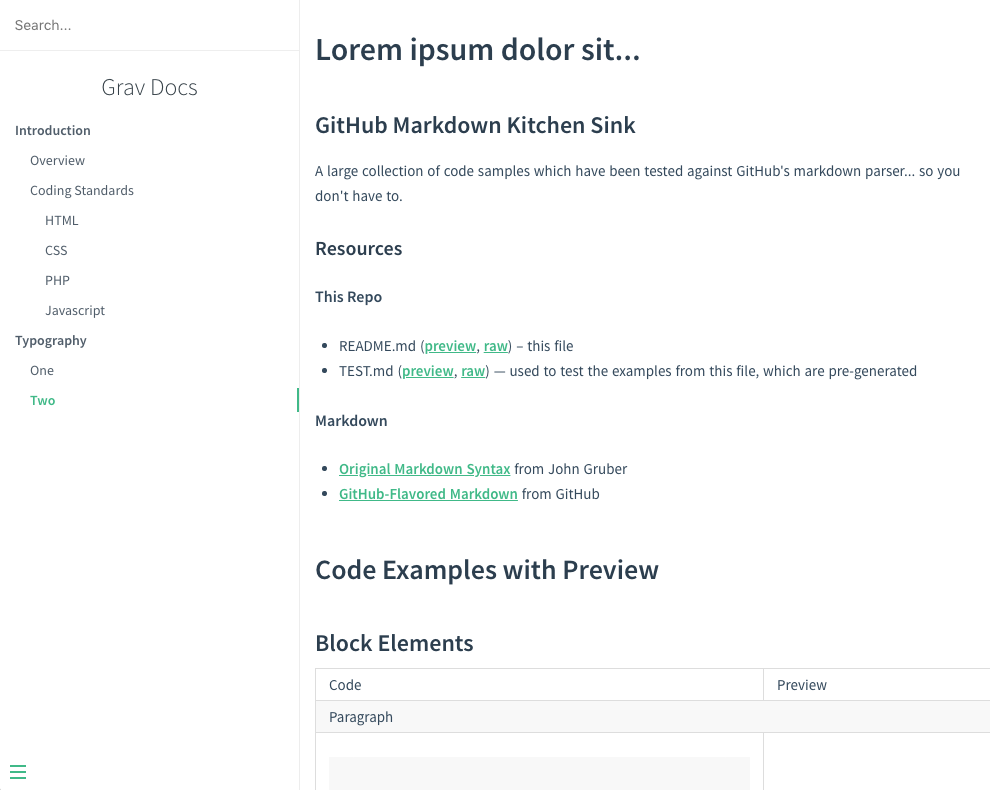 Search...
Grav Docs
Introduction
Overview
Coding Standards
HTML
CSS
PHP
Javascript
Typography
One
Two
Lorem ipsum dolor sit...
GitHub Markdown Kitchen Sink
A large collection of code samples which have been tested against GitHub's markdown parser... so you
don't have to.
Resources
This Repo
README.md (preview, raw) – this file
TEST.md (preview, raw) — used to test the examples from this file, which are pre-generated
Markdown
Original Markdown Syntax from John Gruber
GitHub-Flavored Markdown from GitHub
Code Examples with Preview
Block Elements
Code Preview
Paragraph